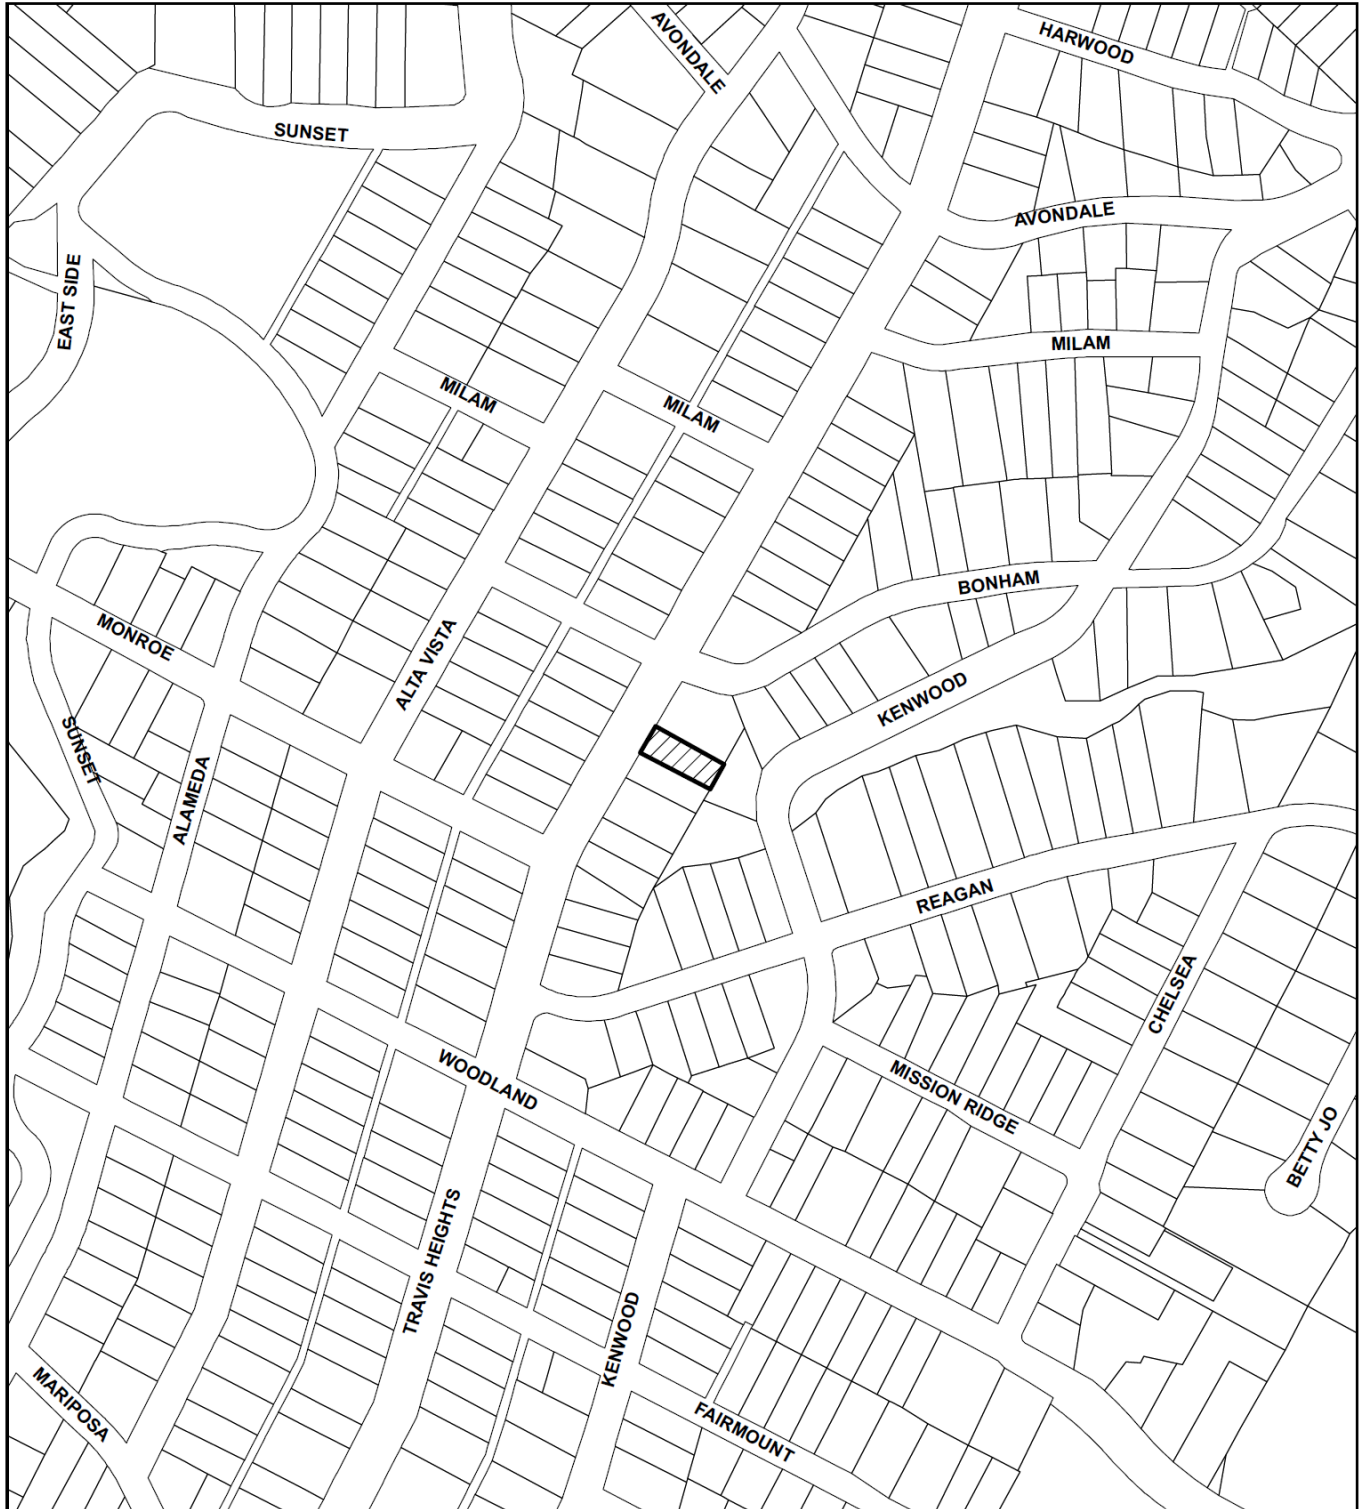 AVONDALE
HARWOOD
SUNSET
AVONDALE
EAST SIDE
MILAM
MILAM
MILAM
BONHAM
MONROE
ALTA VISTA
KENWOOD
SUNSET
ALAMEDA
REAGAN
CHELSEA
WOODLAND
MISSION RIDGE
BETTY JO
TRAVIS HEIGHTS
KENWOOD
MARIPOSA
FAIRMOUNT